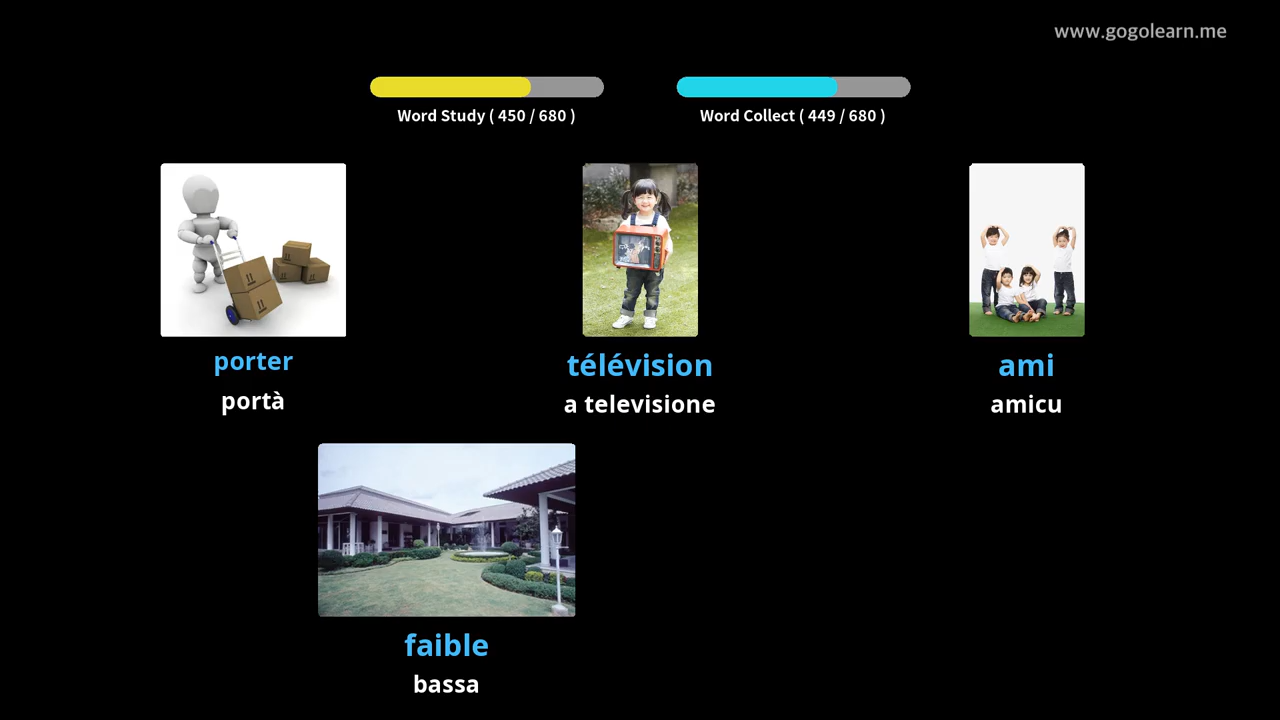 www.gogolearn.me
Word Study ( 450 / 680 )
Word Collect ( 449 / 680 )
porter
portà
télévision
a televisione
ami
amicu
faible
bassa